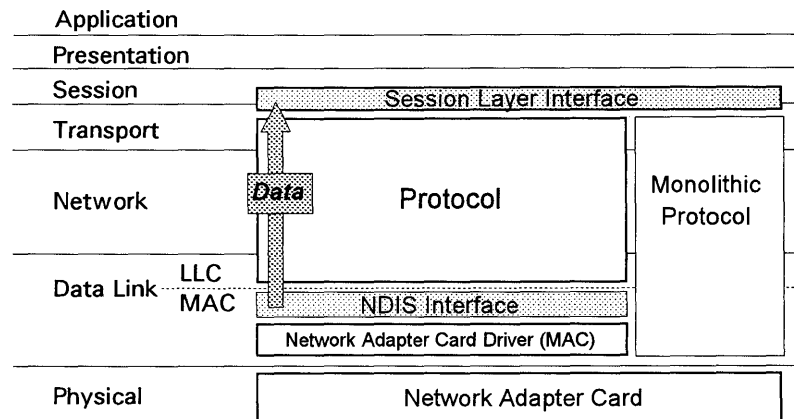 Application
Presentation
Session
Session Layer Interface
Transport
Network
Data
Protocol
Monolithic
Protocol
Data Link
LLC
MAC
NDIS Interface
Network Adapter Card Driver (MAC)
Physical
Network Adapter Card